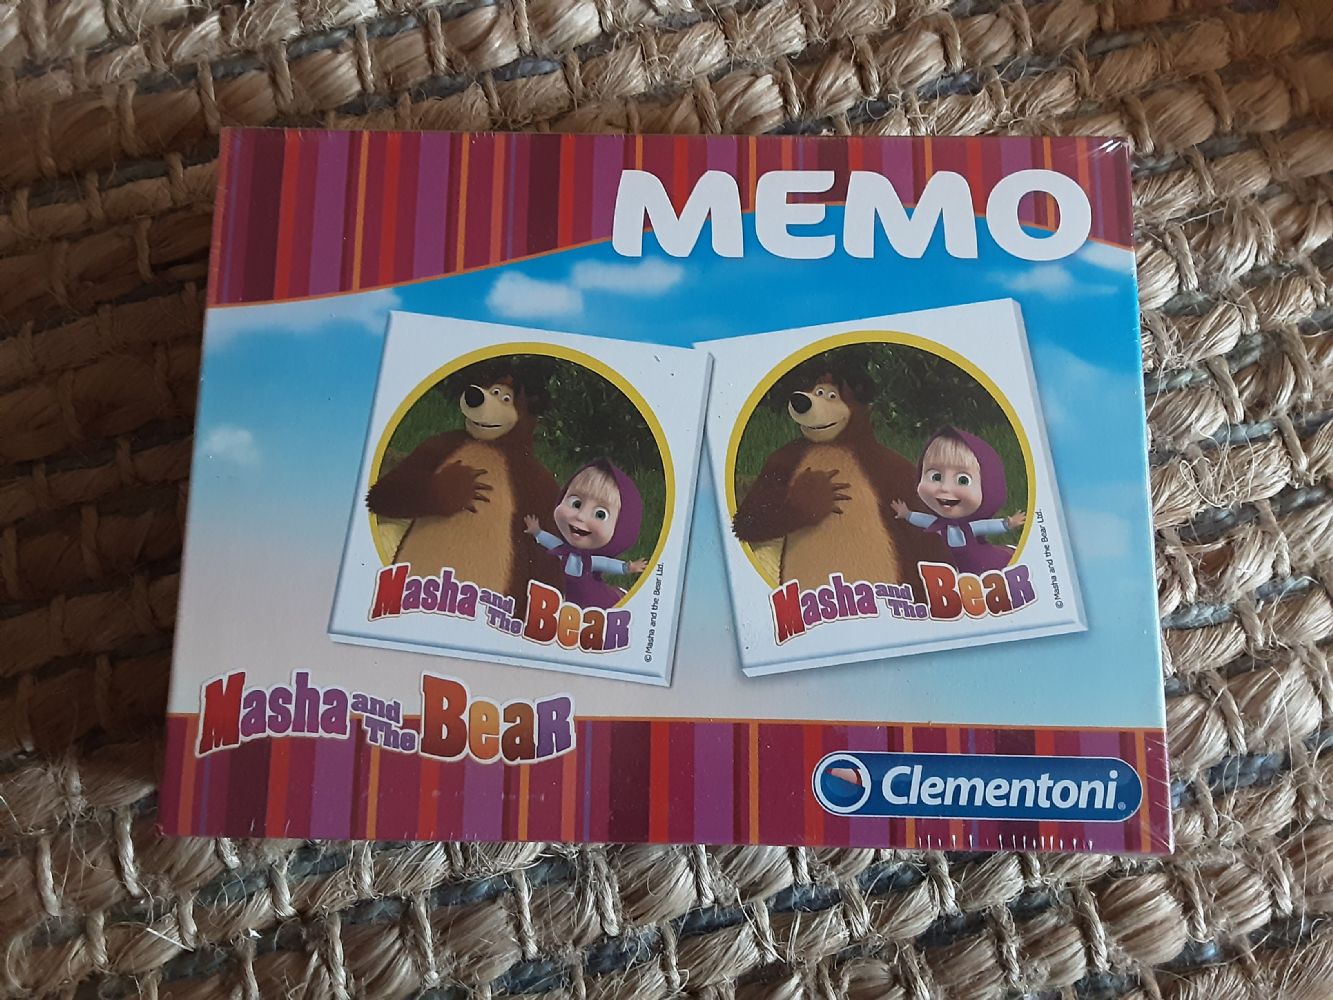 MEMO
Masha and The Bear
© Masha and the Bear Ltd.
Masha and The Bear
© Masha and the Bear Ltd.
Masha and The Bear
Clementoni®